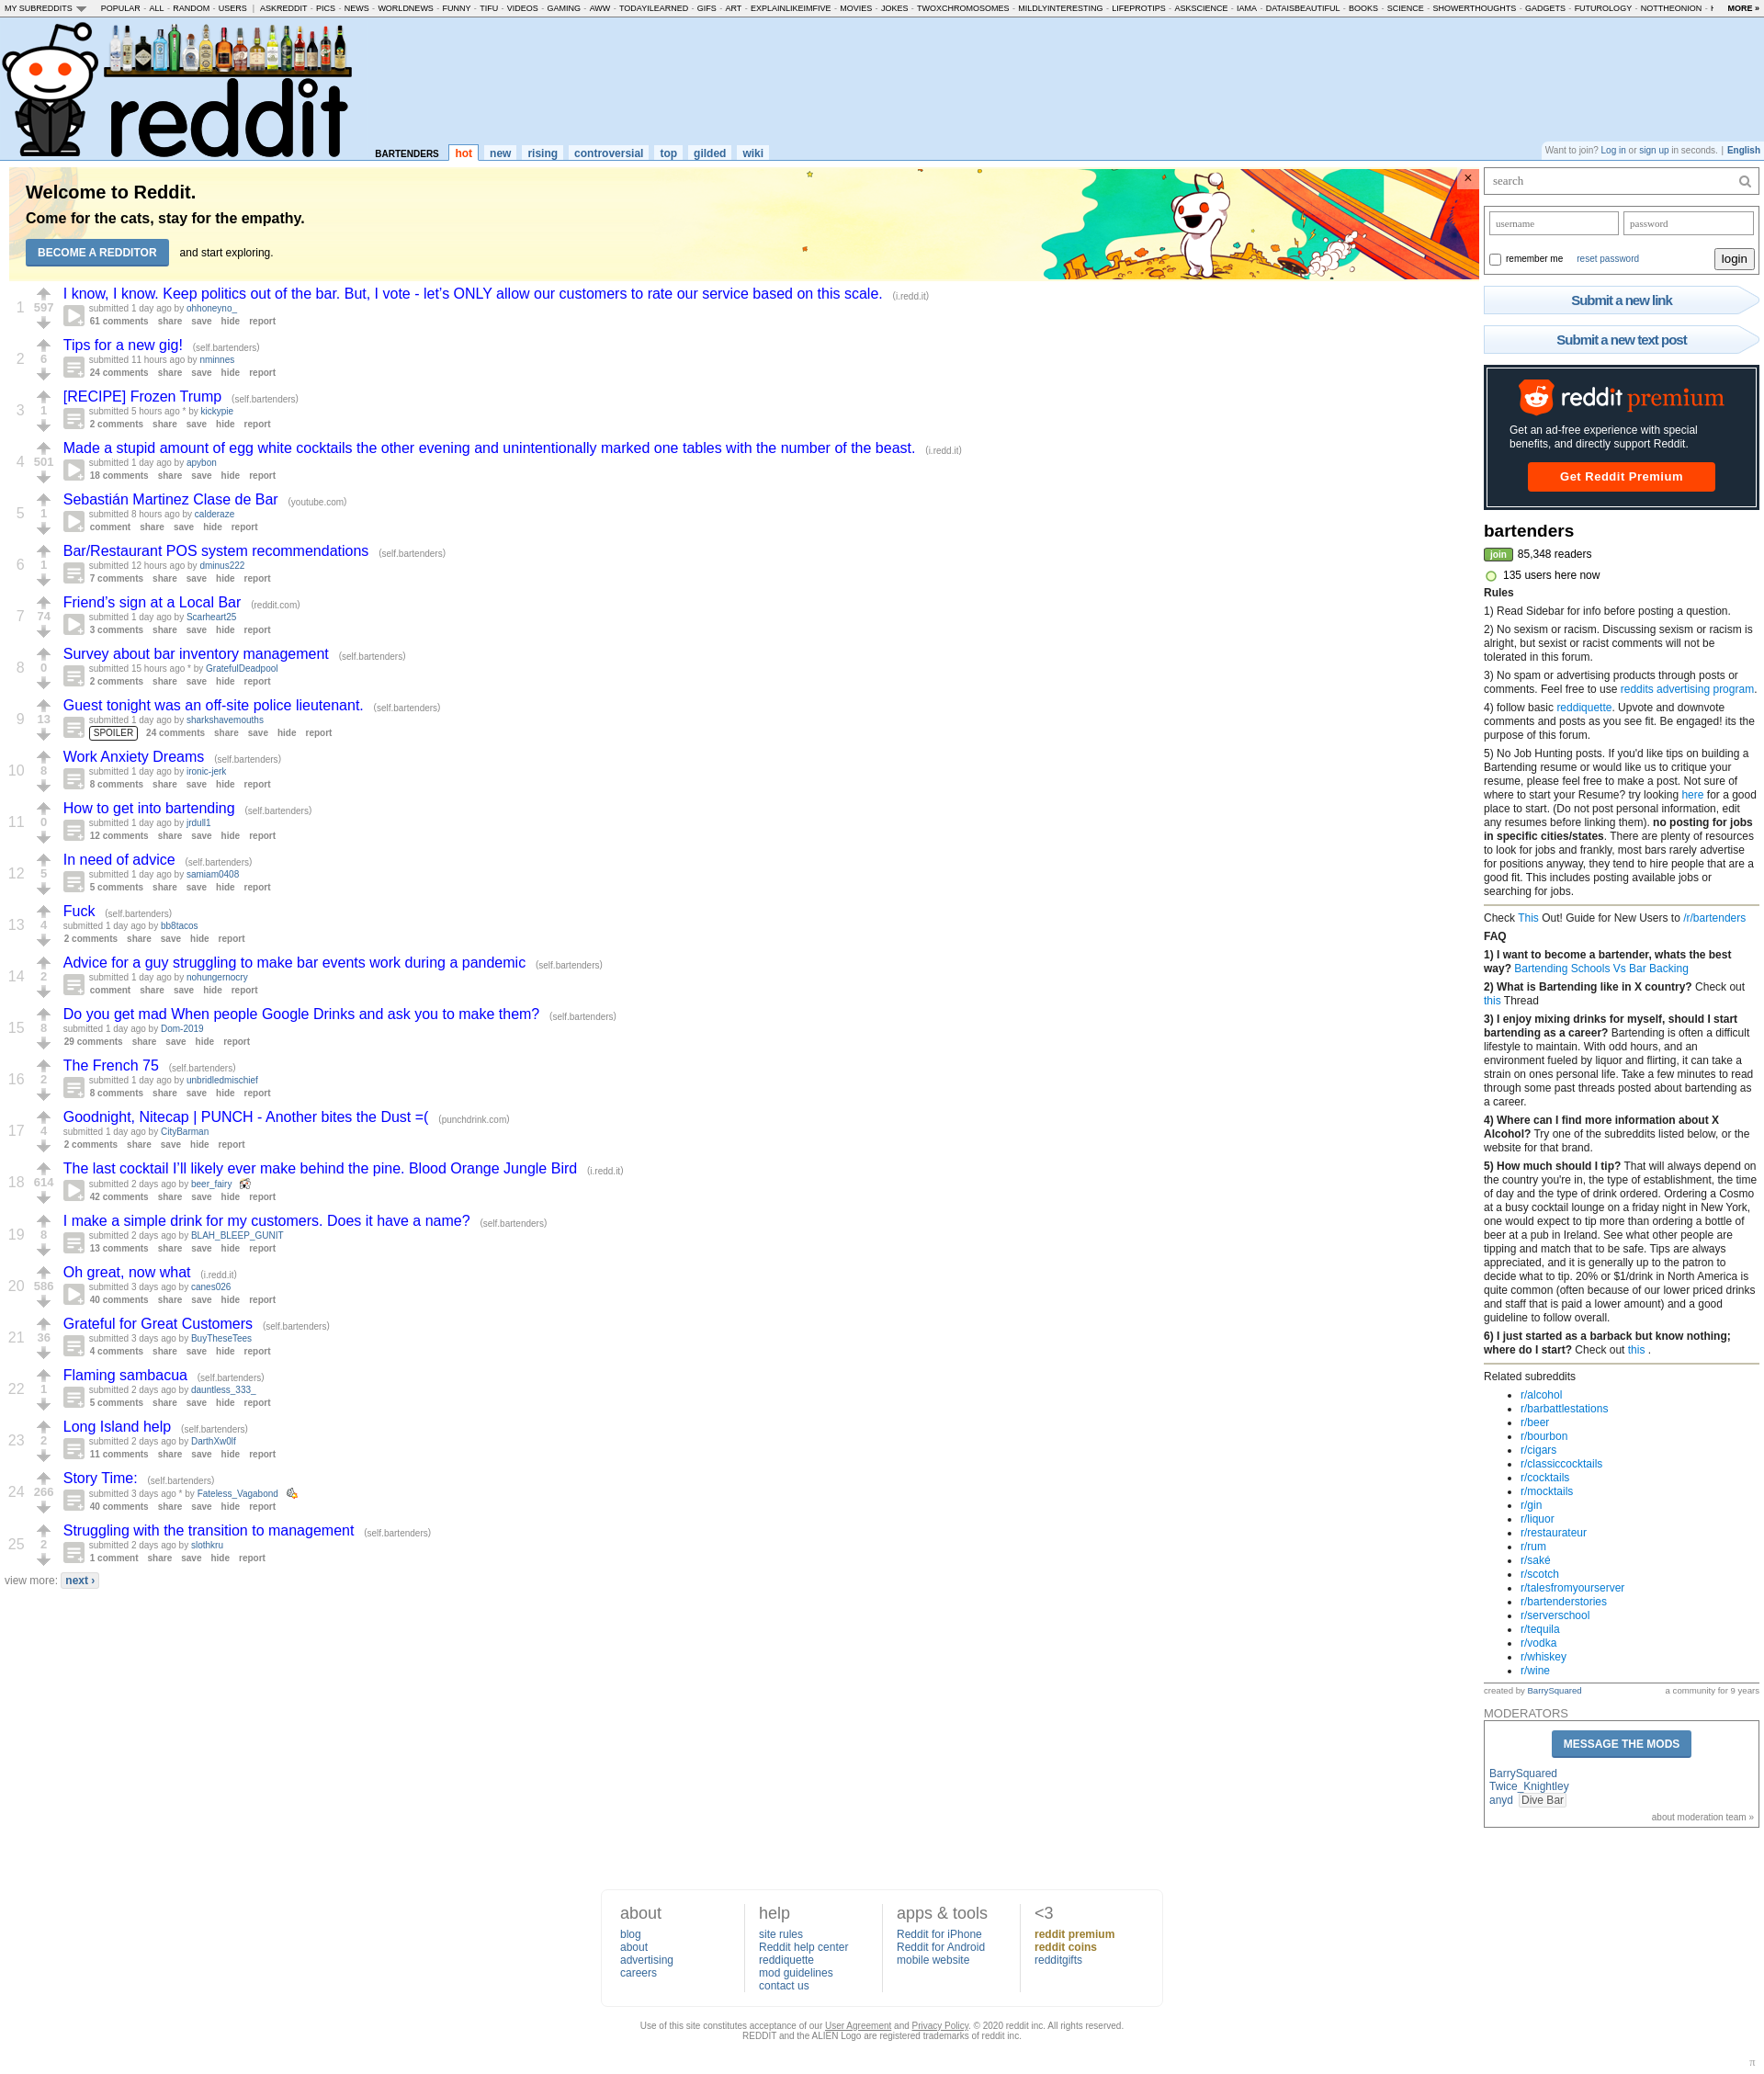 MY SUBREDDITS POPULAR - ALL - RANDOM - USERS | ASKREDDIT - PICS - NEWS - WORLDNEWS - FUNNY - TIFU - VIDEOS - GAMING - AWW - TODAYILEARNED - GIFS - ART - EXPLAINLIKEIMFIVE - MOVIES - JOKES - TWOXCHROMOSOMES - MILDLYINTERESTING - LIFEPROTIPS - ASKSCIENCE - IAMA - DATAISBEAUTIFUL - BOOKS - SCIENCE - SHOWERTHOUGHTS - GADGETS - FUTUROLOGY - NOTTHEONION - MORE »
reddit
BARTENDERS hot new rising controversial top gilded wiki
Want to join? Log in or sign up in seconds. | English
Welcome to Reddit.
Come for the cats, stay for the empathy.
BECOME A REDDITOR and start exploring.
×
1 597 I know, I know. Keep politics out of the bar. But, I vote - let's ONLY allow our customers to rate our service based on this scale. (i.redd.it)
submitted 1 day ago by ohhoneyno_
61 comments share save hide report
2 6 Tips for a new gig! (self.bartenders)
submitted 11 hours ago by nminnes
24 comments share save hide report
3 1 [RECIPE] Frozen Trump (self.bartenders)
submitted 5 hours ago * by kickypie
2 comments share save hide report
4 501 Made a stupid amount of egg white cocktails the other evening and unintentionally marked one tables with the number of the beast. (i.redd.it)
submitted 1 day ago by apybon
18 comments share save hide report
5 1 Sebastián Martinez Clase de Bar (youtube.com)
submitted 8 hours ago by calderaze
comment share save hide report
6 1 Bar/Restaurant POS system recommendations (self.bartenders)
submitted 12 hours ago by dminus222
7 comments share save hide report
7 74 Friend's sign at a Local Bar (reddit.com)
submitted 1 day ago by Scarheart25
3 comments share save hide report
8 0 Survey about bar inventory management (self.bartenders)
submitted 15 hours ago * by GratefulDeadpool
2 comments share save hide report
9 13 Guest tonight was an off-site police lieutenant. (self.bartenders)
submitted 1 day ago by sharkshavemouths
SPOILER 24 comments share save hide report
10 8 Work Anxiety Dreams (self.bartenders)
submitted 1 day ago by ironic-jerk
8 comments share save hide report
11 0 How to get into bartending (self.bartenders)
submitted 1 day ago by jrdull1
12 comments share save hide report
12 5 In need of advice (self.bartenders)
submitted 1 day ago by samiam0408
5 comments share save hide report
13 4 Fuck (self.bartenders)
submitted 1 day ago by bb8tacos
2 comments share save hide report
14 2 Advice for a guy struggling to make bar events work during a pandemic (self.bartenders)
submitted 1 day ago by nohungernocry
comment share save hide report
15 8 Do you get mad When people Google Drinks and ask you to make them? (self.bartenders)
submitted 1 day ago by Dom-2019
29 comments share save hide report
16 2 The French 75 (self.bartenders)
submitted 1 day ago by unbridledmischief
8 comments share save hide report
17 4 Goodnight, Nitecap | PUNCH - Another bites the Dust =( (punchdrink.com)
submitted 1 day ago by CityBarman
2 comments share save hide report
18 614 The last cocktail I'll likely ever make behind the pine. Blood Orange Jungle Bird (i.redd.it)
submitted 2 days ago by beer_fairy
42 comments share save hide report
19 8 I make a simple drink for my customers. Does it have a name? (self.bartenders)
submitted 2 days ago by BLAH_BLEEP_GUNIT
13 comments share save hide report
20 586 Oh great, now what (i.redd.it)
submitted 3 days ago by canes026
40 comments share save hide report
21 36 Grateful for Great Customers (self.bartenders)
submitted 3 days ago by BuyTheseTees
4 comments share save hide report
22 1 Flaming sambacua (self.bartenders)
submitted 2 days ago by dauntless_333_
5 comments share save hide report
23 2 Long Island help (self.bartenders)
submitted 2 days ago by DarthXw0lf
11 comments share save hide report
24 266 Story Time: (self.bartenders)
submitted 3 days ago * by Fateless_Vagabond
40 comments share save hide report
25 2 Struggling with the transition to management (self.bartenders)
submitted 2 days ago by slothkru
1 comment share save hide report
view more: next ›
search
username password
remember me reset password login
Submit a new link
Submit a new text post
reddit premium
Get an ad-free experience with special
benefits, and directly support Reddit.
Get Reddit Premium
bartenders
join 85,348 readers
135 users here now
Rules
1) Read Sidebar for info before posting a question.
2) No sexism or racism. Discussing sexism or racism is
alright, but sexist or racist comments will not be
tolerated in this forum.
3) No spam or advertising products through posts or
comments. Feel free to use reddits advertising program.
4) follow basic reddiquette. Upvote and downvote
comments and posts as you see fit. Be engaged! its the
purpose of this forum.
5) No Job Hunting posts. If you'd like tips on building a
Bartending resume or would like us to critique your
resume, please feel free to make a post. Not sure of
where to start your Resume? try looking here for a good
place to start. (Do not post personal information, edit
any resumes before linking them). no posting for jobs
in specific cities/states. There are plenty of resources
to look for jobs and frankly, most bars rarely advertise
for positions anyway, they tend to hire people that are a
good fit. This includes posting available jobs or
searching for jobs.
Check This Out! Guide for New Users to /r/bartenders
FAQ
1) I want to become a bartender, whats the best
way? Bartending Schools Vs Bar Backing
2) What is Bartending like in X country? Check out
this Thread
3) I enjoy mixing drinks for myself, should I start
bartending as a career? Bartending is often a difficult
lifestyle to maintain. With odd hours, and an
environment fueled by liquor and flirting, it can take a
strain on ones personal life. Take a few minutes to read
through some past threads posted about bartending as
a career.
4) Where can I find more information about X
Alcohol? Try one of the subreddits listed below, or the
website for that brand.
5) How much should I tip? That will always depend on
the country you're in, the type of establishment, the time
of day and the type of drink ordered. Ordering a Cosmo
at a busy cocktail lounge on a friday night in New York,
one would expect to tip more than ordering a bottle of
beer at a pub in Ireland. See what other people are
tipping and match that to be safe. Tips are always
appreciated, and it is generally up to the patron to
decide what to tip. 20% or $1/drink in North America is
quite common (often because of our lower priced drinks
and staff that is paid a lower amount) and a good
guideline to follow overall.
6) I just started as a barback but know nothing;
where do I start? Check out this .
Related subreddits
r/alcohol
r/barbattlestations
r/beer
r/bourbon
r/cigars
r/classiccocktails
r/cocktails
r/mocktails
r/gin
r/liquor
r/restaurateur
r/rum
r/saké
r/scotch
r/talesfromyourserver
r/bartenderstories
r/serverschool
r/tequila
r/vodka
r/whiskey
r/wine
created by BarrySquared a community for 9 years
MODERATORS
MESSAGE THE MODS
BarrySquared
Twice_Knightley
anyd Dive Bar
about moderation team »
about
blog
about
advertising
careers
help
site rules
Reddit help center
reddiquette
mod guidelines
contact us
apps & tools
Reddit for iPhone
Reddit for Android
mobile website
<3
reddit premium
reddit coins
redditgifts
Use of this site constitutes acceptance of our User Agreement and Privacy Policy. © 2020 reddit inc. All rights reserved.
REDDIT and the ALIEN Logo are registered trademarks of reddit inc.
π